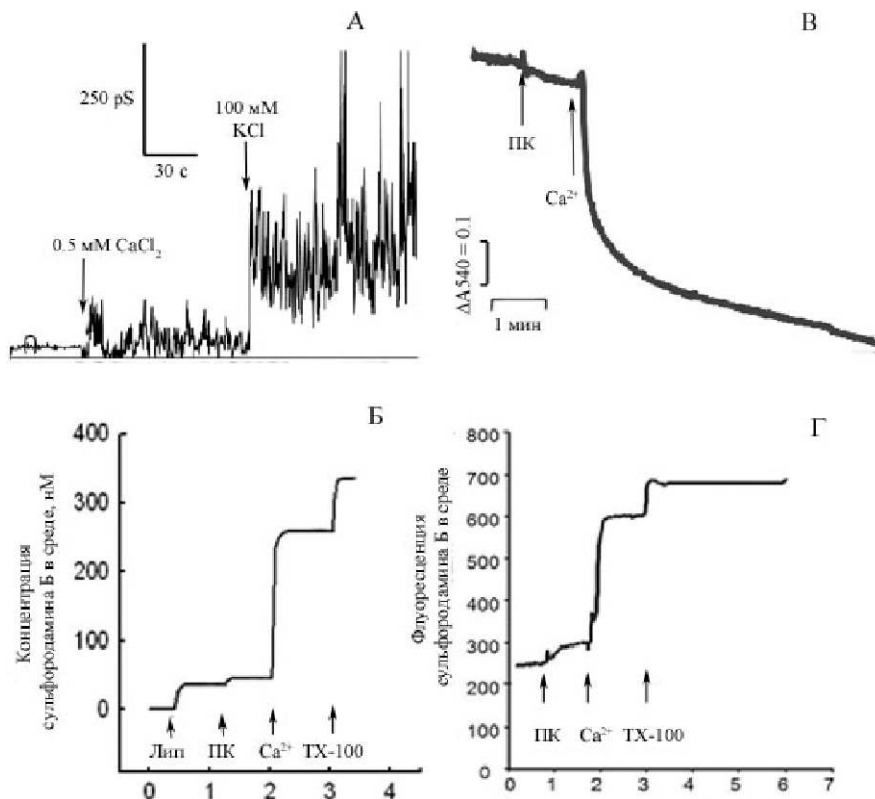 А
250 pS
30 с
0.5 мМ CaCl₂
100 мМ
KCl
В
ПК
Ca²⁺
ΔA540 = 0.1
1 мин
Б
Концентрация
сульфородамина Б в среде, нМ
400
300
200
100
0
Лип ПК Ca²⁺ ТХ-100
0 1 2 3 4
Г
Флуоресценция
сульфородамина Б в среде
800
700
600
500
400
300
200
100
0
ПК Ca²⁺ ТХ-100
0 1 2 3 4 5 6 7